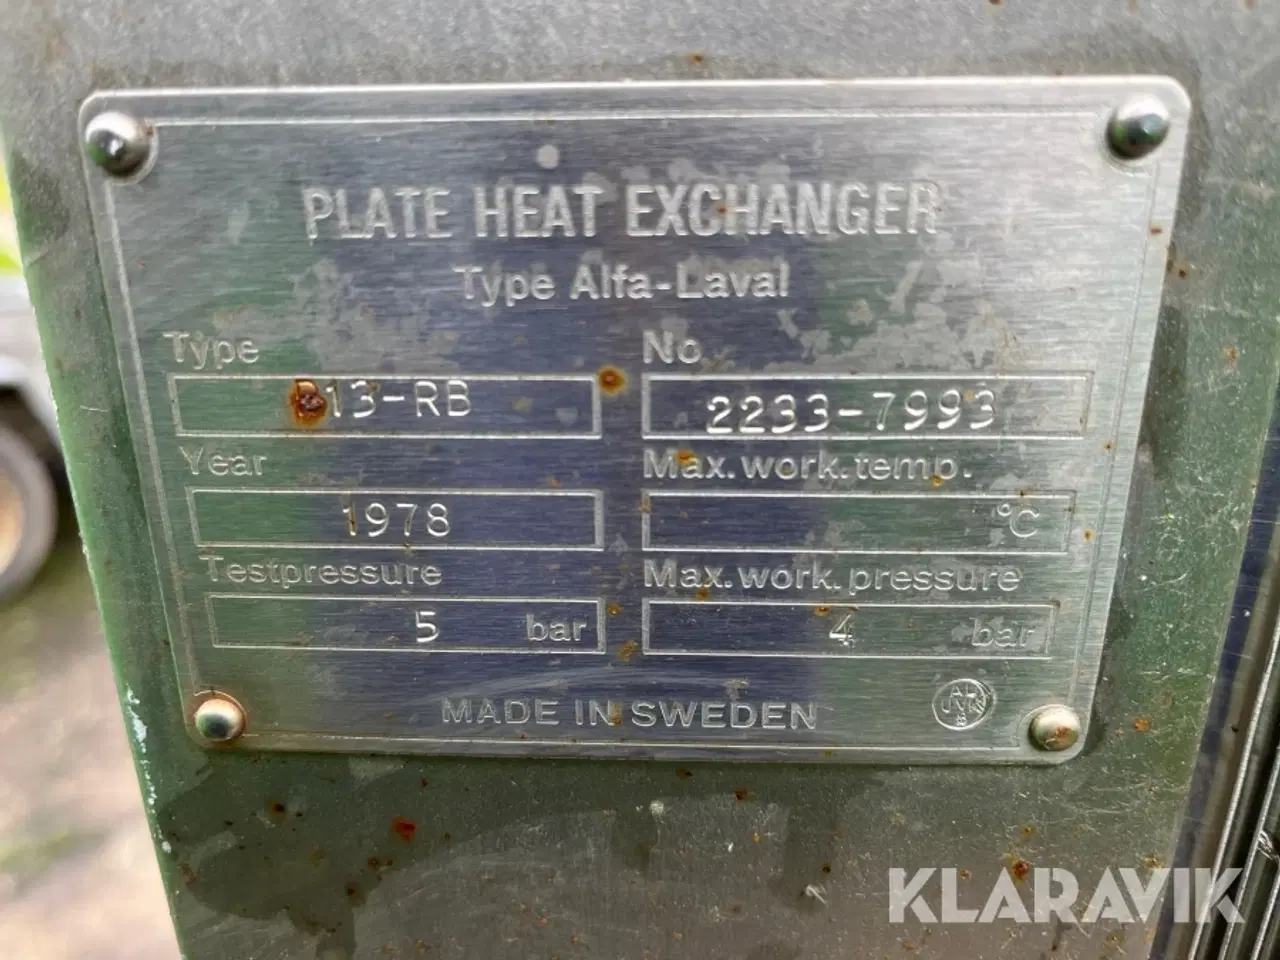 PLATE HEAT EXCHANGER
Type Alfa-Laval
Type
13-RB
No
2233-7993
Year
1978
Max. work. temp.
°C
Testpressure
5 bar
Max. work. pressure
4 bar
MADE IN SWEDEN
KLARAVIK